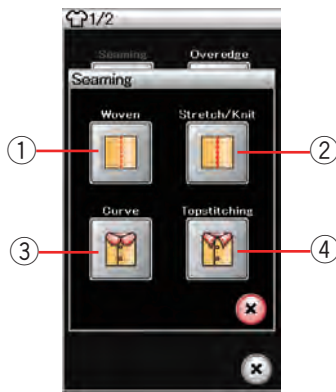 1/2
Seaming Overedge
Seaming
Woven Stretch/Knit
1 2
Curve Topstitching
3 4